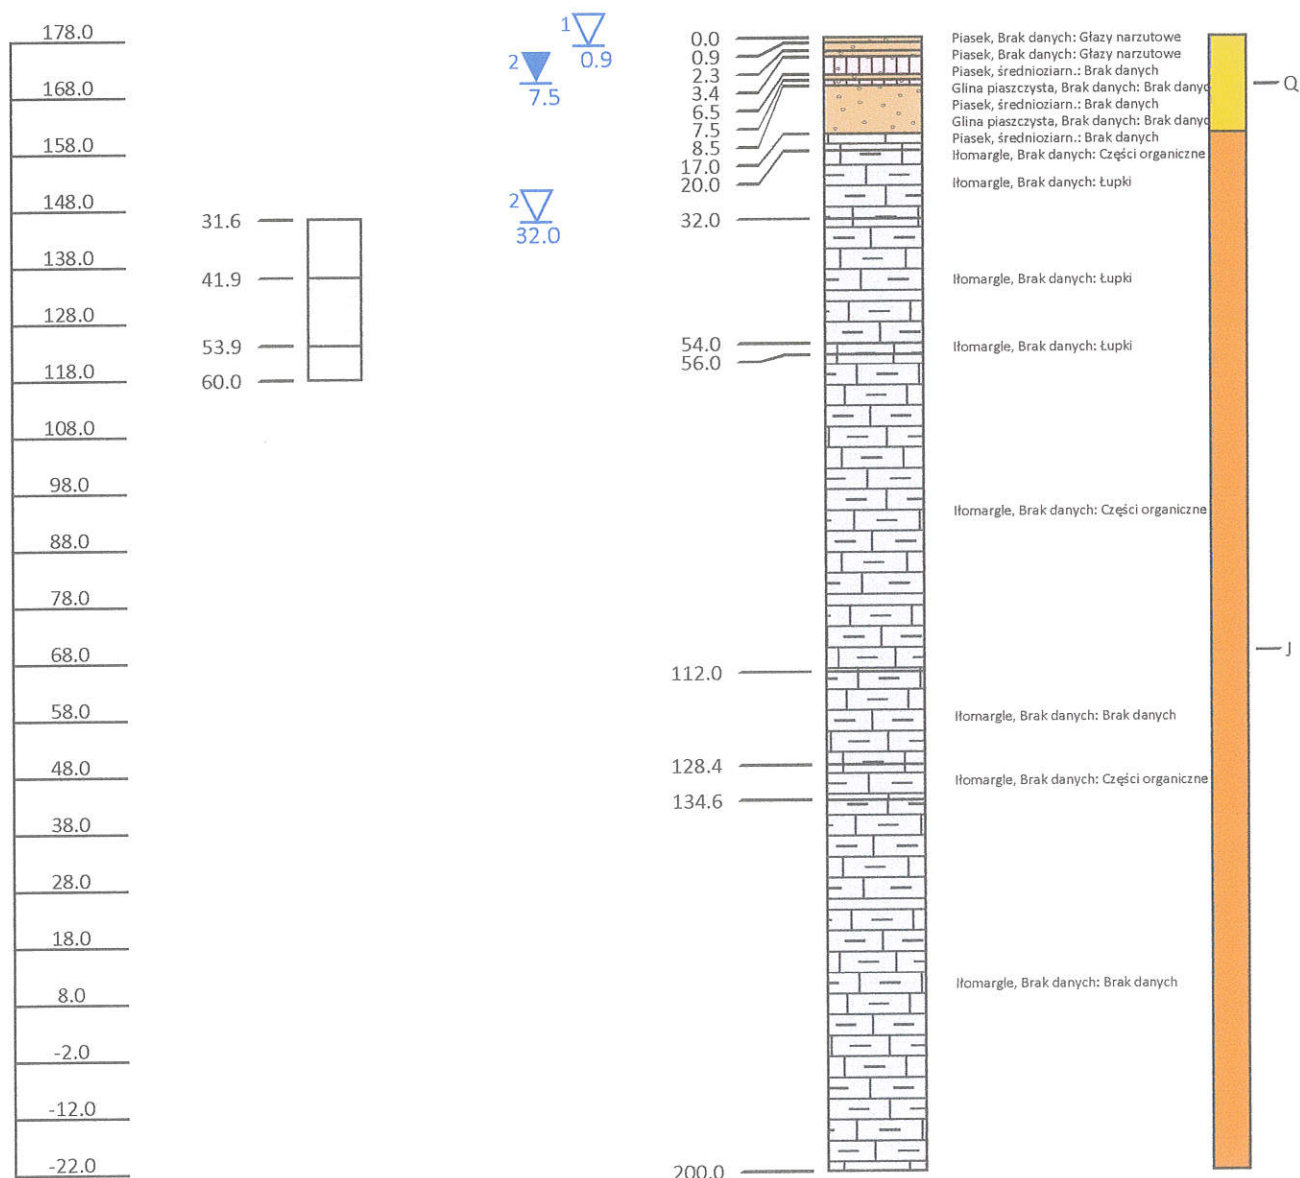 178.0
168.0
158.0
148.0
138.0
128.0
118.0
108.0
98.0
88.0
78.0
68.0
58.0
48.0
38.0
28.0
18.0
8.0
-2.0
-12.0
-22.0
31.6
41.9
53.9
60.0
1
0.9
2
7.5
2
32.0
0.0
0.9
2.3
3.4
6.5
7.5
8.5
17.0
20.0
32.0
54.0
56.0
112.0
128.4
134.6
200.0
Piasek, Brak danych: Głazy narzutowe
Piasek, Brak danych: Głazy narzutowe
Piasek, średnioziarn.: Brak danych
Glina piaszczysta, Brak danych: Brak danyc
Piasek, średnioziarn.: Brak danych
Glina piaszczysta, Brak danych: Brak danyc
Piasek, średnioziarn.: Brak danych
Iłomargle, Brak danych: Części organiczne
Iłomargle, Brak danych: Łupki
Iłomargle, Brak danych: Łupki
Iłomargle, Brak danych: Łupki
Iłomargle, Brak danych: Części organiczne
Iłomargle, Brak danych: Brak danych
Iłomargle, Brak danych: Części organiczne
Iłomargle, Brak danych: Brak danych
Q
J